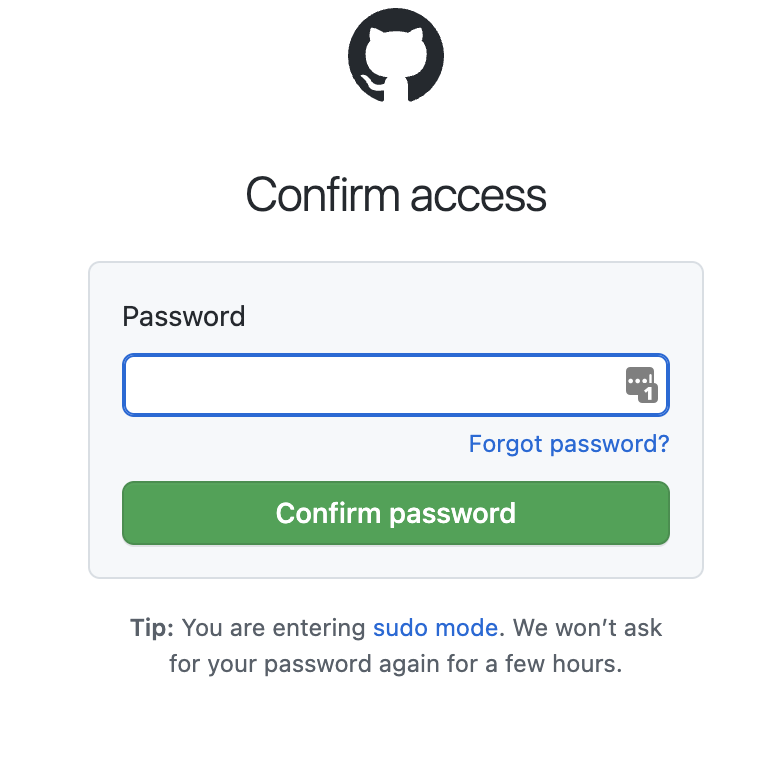 Confirm access
Password
1
Forgot password?
Confirm password
Tip: You are entering sudo mode. We won’t ask
for your password again for a few hours.